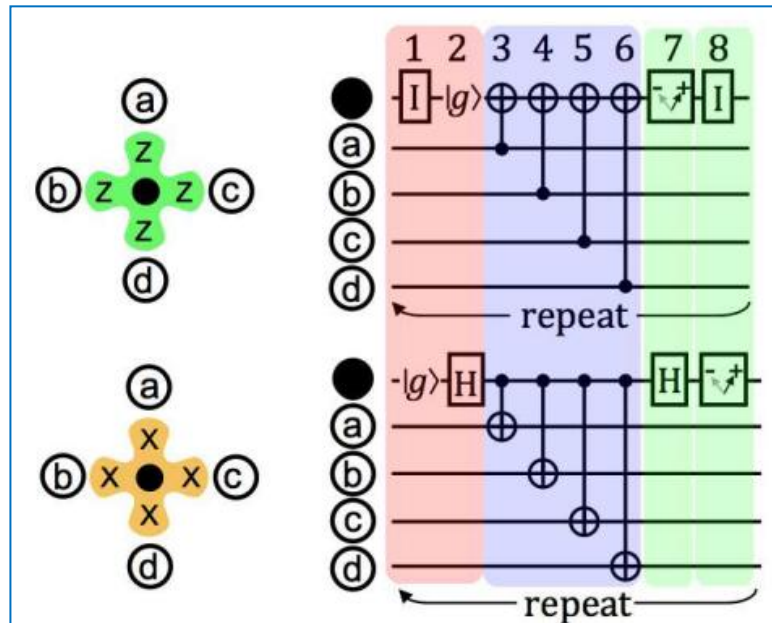 1 2 3 4 5 6 7 8
a
z
b z z c
z
d
I |g⟩ - + I
a
b
c
d
repeat
a
x
b x x c
x
d
|g⟩ H H - +
a
b
c
d
repeat